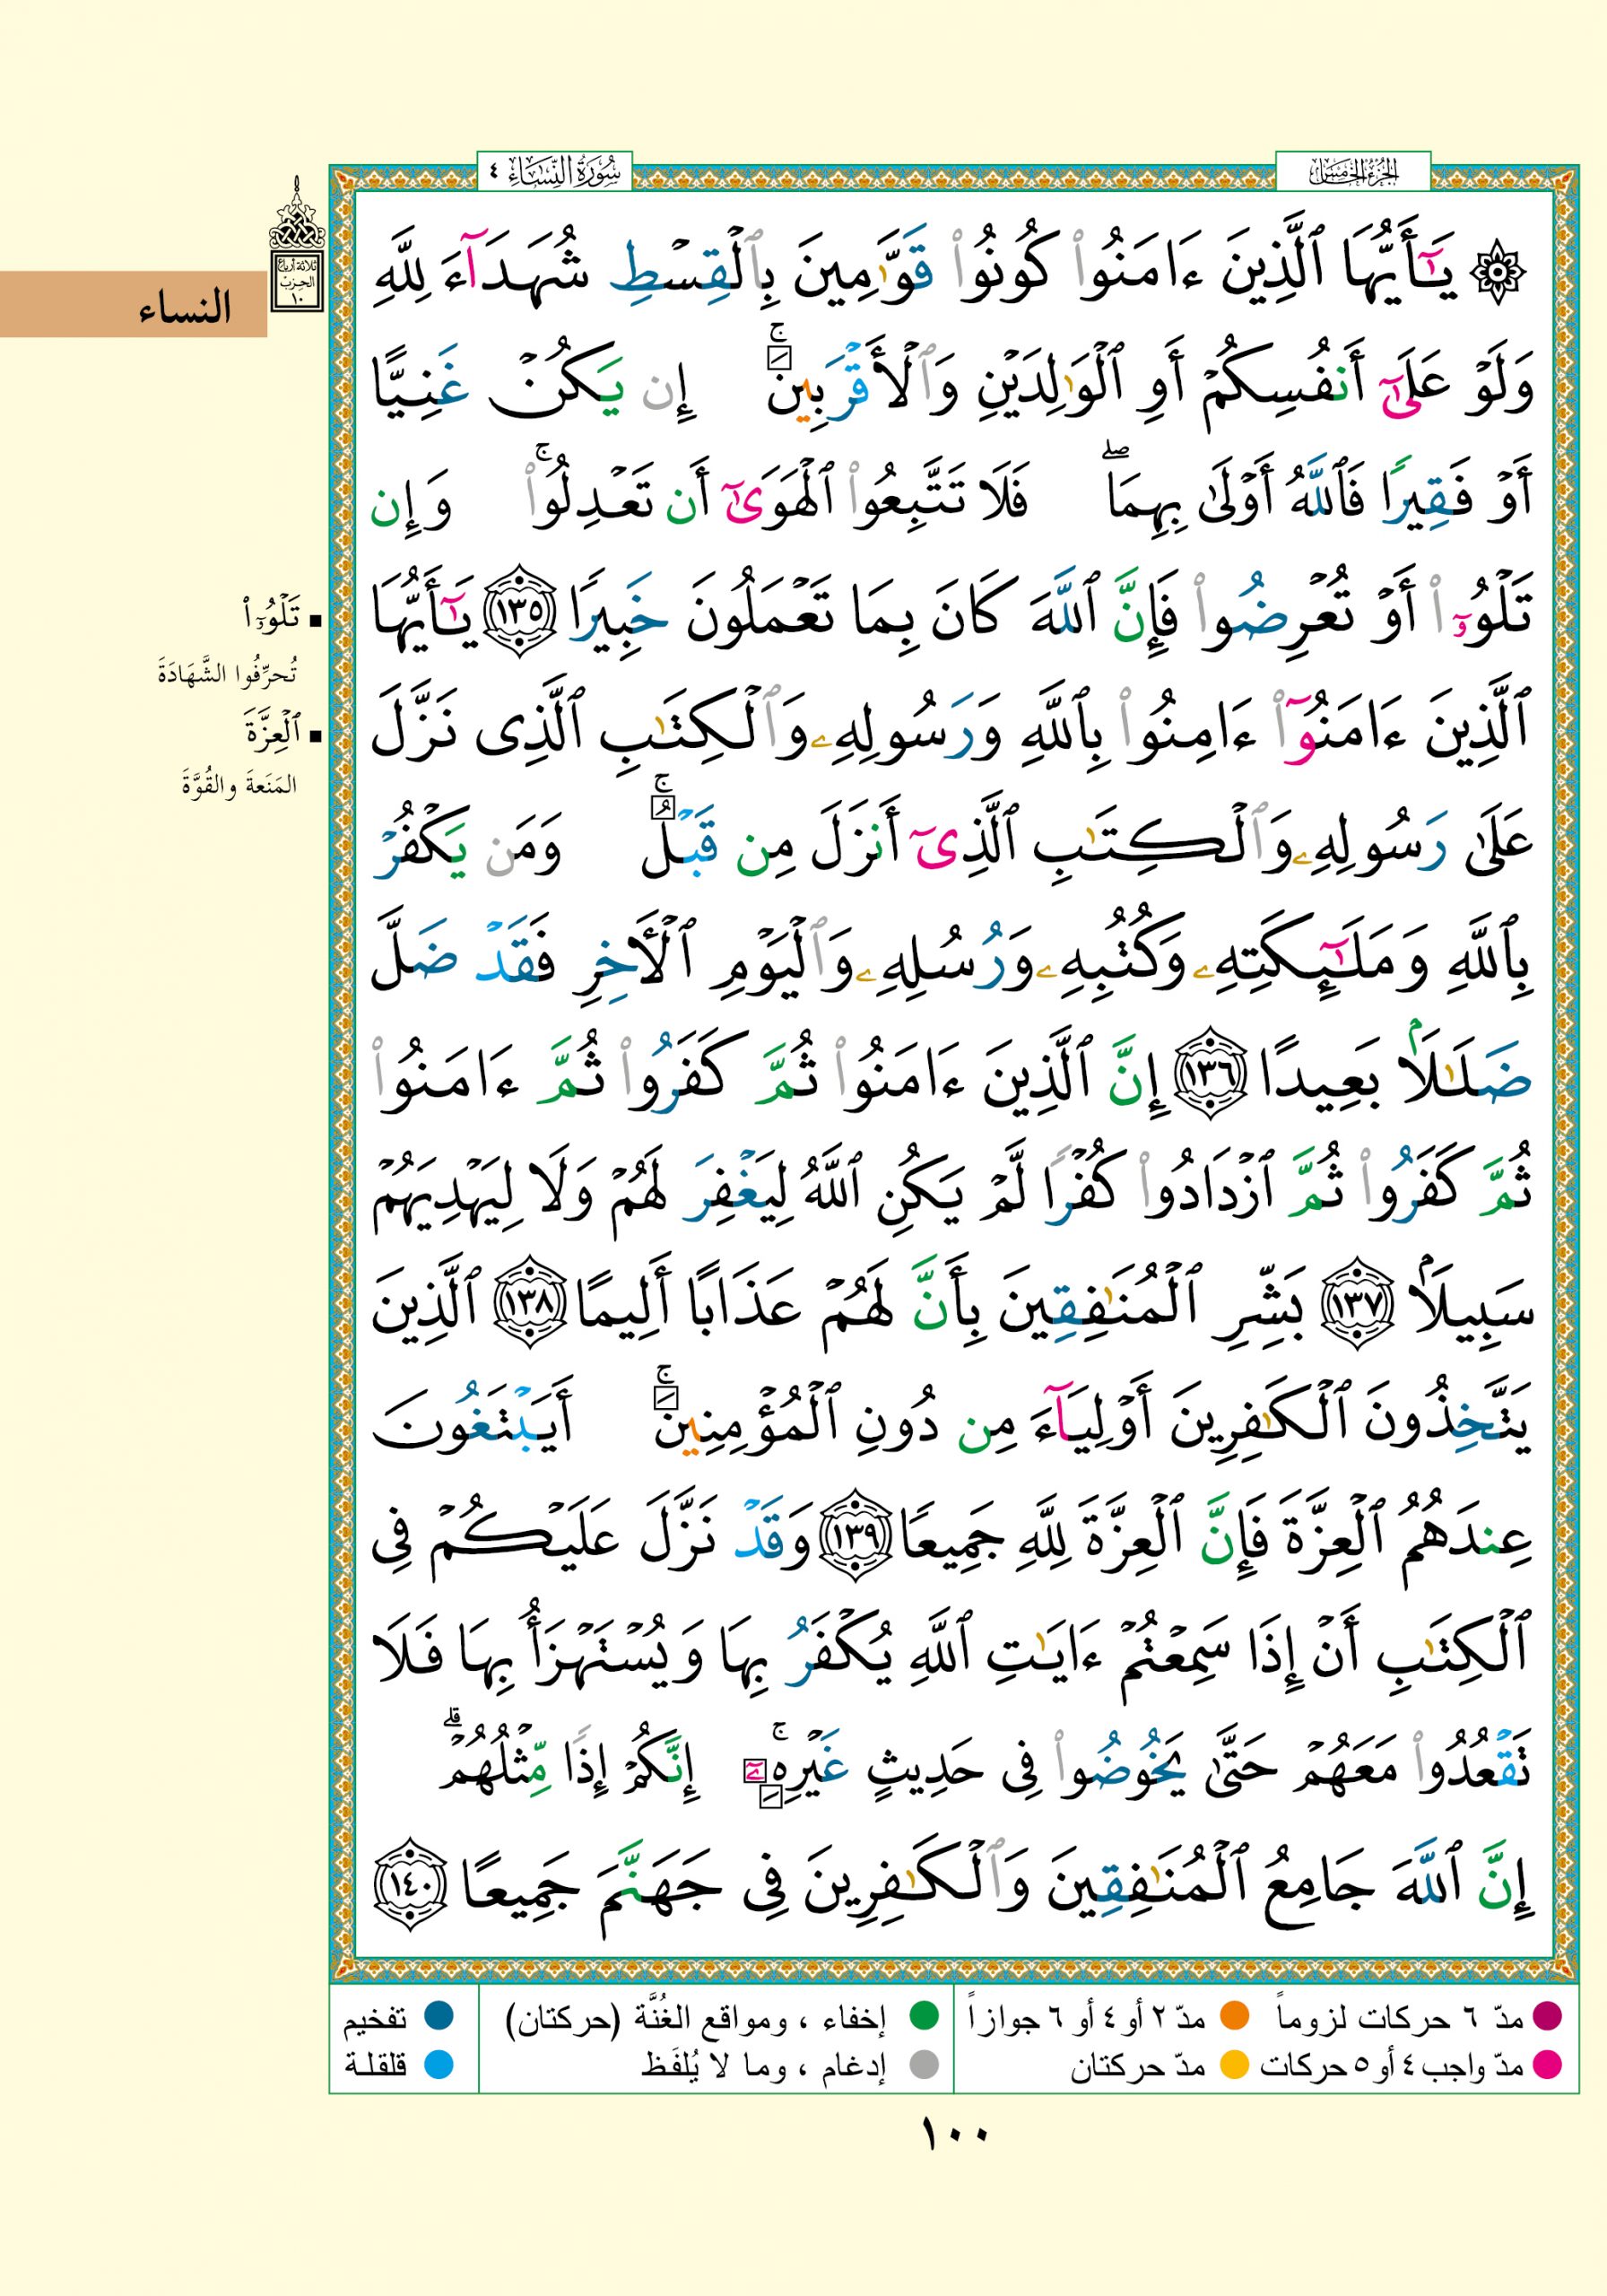 الجزء الخامس
سُورَةُ النِّسَاءِ ٤
ثلاثة أرباع
الحزب
١٠
النساء
۞ يَـٰٓأَيُّهَا ٱلَّذِينَ ءَامَنُوا۟ كُونُوا۟ قَوَّٰمِينَ بِٱلْقِسْطِ شُهَدَآءَ لِلَّهِ
وَلَوْ عَلَىٰٓ أَنفُسِكُمْ أَوِ ٱلْوَٰلِدَيْنِ وَٱلْأَقْرَبِينَ ۚ إِن يَكُنْ غَنِيًّا
أَوْ فَقِيرًا فَٱللَّهُ أَوْلَىٰ بِهِمَا ۖ فَلَا تَتَّبِعُوا۟ ٱلْهَوَىٰٓ أَن تَعْدِلُوا۟ ۚ وَإِن
تَلْوُۥٓا۟ أَوْ تُعْرِضُوا۟ فَإِنَّ ٱللَّهَ كَانَ بِمَا تَعْمَلُونَ خَبِيرًا ١٣٥ يَـٰٓأَيُّهَا
ٱلَّذِينَ ءَامَنُوٓا۟ ءَامِنُوا۟ بِٱللَّهِ وَرَسُولِهِۦ وَٱلْكِتَـٰبِ ٱلَّذِى نَزَّلَ
عَلَىٰ رَسُولِهِۦ وَٱلْكِتَـٰبِ ٱلَّذِىٓ أَنزَلَ مِن قَبْلُ ۚ وَمَن يَكْفُرْ
بِٱللَّهِ وَمَلَـٰٓئِكَتِهِۦ وَكُتُبِهِۦ وَرُسُلِهِۦ وَٱلْيَوْمِ ٱلْـَٔاخِرِ فَقَدْ ضَلَّ
ضَلَـٰلًۢا بَعِيدًا ١٣٦ إِنَّ ٱلَّذِينَ ءَامَنُوا۟ ثُمَّ كَفَرُوا۟ ثُمَّ ءَامَنُوا۟
ثُمَّ كَفَرُوا۟ ثُمَّ ٱزْدَادُوا۟ كُفْرًا لَّمْ يَكُنِ ٱللَّهُ لِيَغْفِرَ لَهُمْ وَلَا لِيَهْدِيَهُمْ
سَبِيلًۢا ١٣٧ بَشِّرِ ٱلْمُنَـٰفِقِينَ بِأَنَّ لَهُمْ عَذَابًا أَلِيمًا ١٣٨ ٱلَّذِينَ
يَتَّخِذُونَ ٱلْكَـٰفِرِينَ أَوْلِيَآءَ مِن دُونِ ٱلْمُؤْمِنِينَ ۚ أَيَبْتَغُونَ
عِندَهُمُ ٱلْعِزَّةَ فَإِنَّ ٱلْعِزَّةَ لِلَّهِ جَمِيعًا ١٣٩ وَقَدْ نَزَّلَ عَلَيْكُمْ فِى
ٱلْكِتَـٰبِ أَنْ إِذَا سَمِعْتُمْ ءَايَـٰتِ ٱللَّهِ يُكْفَرُ بِهَا وَيُسْتَهْزَأُ بِهَا فَلَا
تَقْعُدُوا۟ مَعَهُمْ حَتَّىٰ يَخُوضُوا۟ فِى حَدِيثٍ غَيْرِهِۦٓ ۚ إِنَّكُمْ إِذًا مِّثْلُهُمْ ۗ
إِنَّ ٱللَّهَ جَامِعُ ٱلْمُنَـٰفِقِينَ وَٱلْكَـٰفِرِينَ فِى جَهَنَّمَ جَمِيعًا ١٤٠
تَلْوُۥا۟
تُحرِّفُوا الشَّهَادَةَ
ٱلْعِزَّةَ
المَنَعةَ والقُوَّةَ
مدّ ٦ حركات لزوماً
مدّ ٢ أو ٤ أو ٦ جوازاً
إخفاء ، ومواقع الغُنَّة (حركتان)
تفخيم
مدّ واجب ٤ أو ٥ حركات
مدّ حركتان
إدغام ، وما لا يُلفَظ
قلقلة
١٠٠